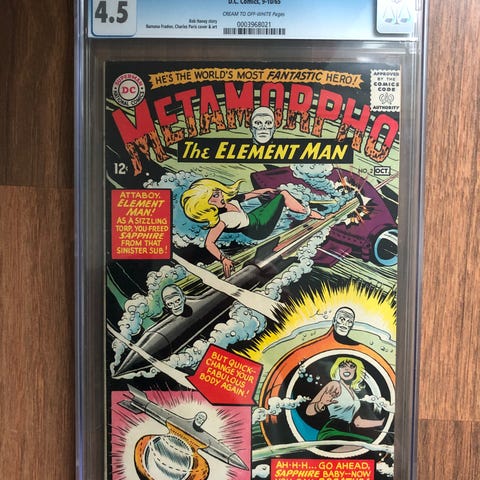 4.5
D.C. Comics, 9-10/65
CREAM TO OFF-WHITE Pages
Bob Haney story
Ramona Fradon, Charles Paris cover & art
0003968021
HE'S THE WORLD'S MOST FANTASTIC HERO!
SUPERMAN
DC
NATIONAL COMICS
APPROVED
BY THE
COMICS
CODE
AUTHORITY
METAMORPHO
12¢
THE ELEMENT MAN
NO. 2 OCT.
ATTABOY,
ELEMENT
MAN!
AS A SIZZLING
TORP, YOU FREED
SAPPHIRE
FROM THAT
SINISTER SUB!
BUT QUICK--
CHANGE YOUR
FABULOUS
BODY AGAIN!
AH-H-H... GO AHEAD,
SAPPHIRE BABY--NOW